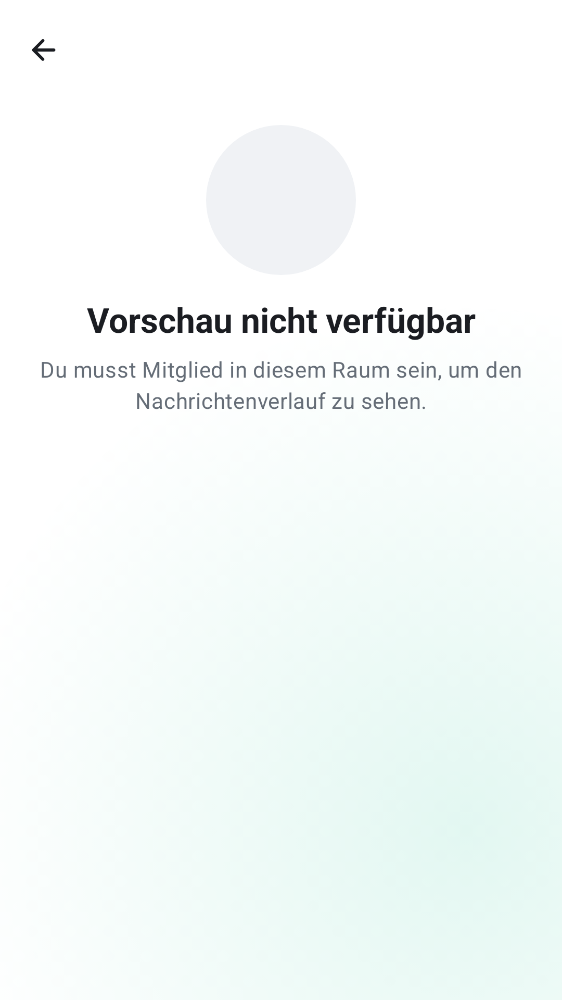 Vorschau nicht verfügbar
Du musst Mitglied in diesem Raum sein, um den
Nachrichtenverlauf zu sehen.